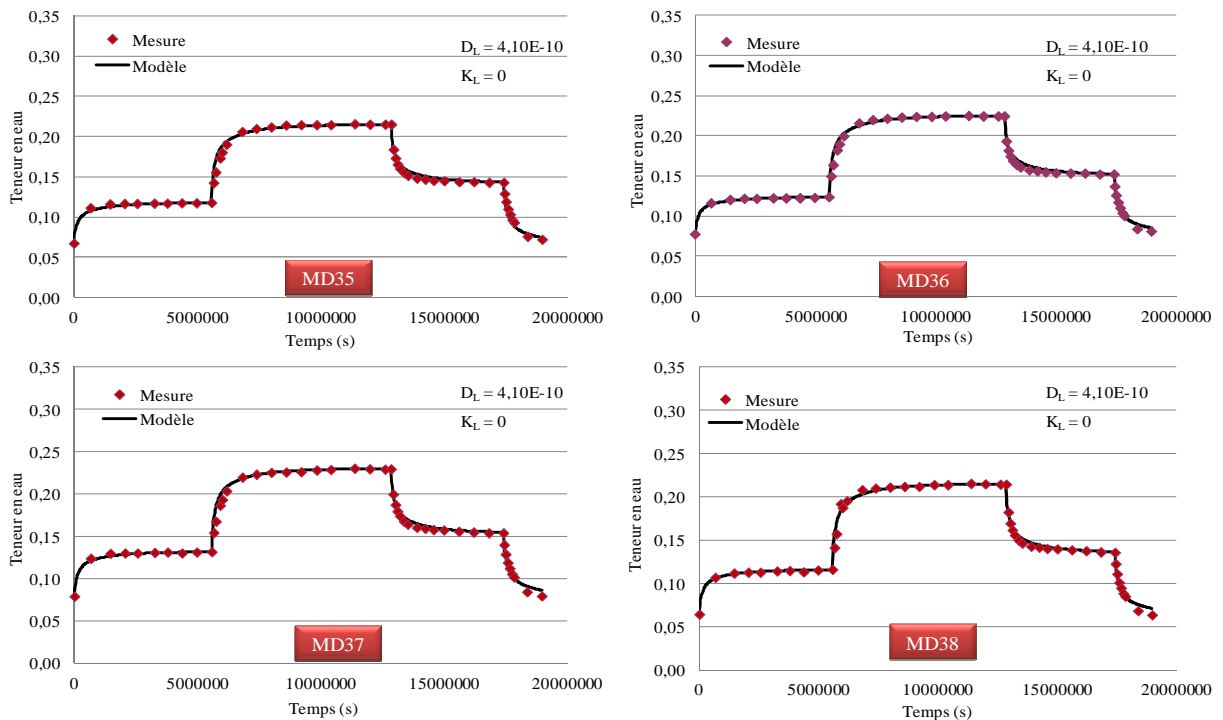 0,35
0,30
0,25
0,20
0,15
0,10
0,05
0,00
Teneur en eau
Mesure
Modèle
D_L = 4,10E-10
K_L = 0
MD35
0 5000000 10000000 15000000 20000000
Temps (s)
0,35
0,30
0,25
0,20
0,15
0,10
0,05
0,00
Teneur en eau
Mesure
Modèle
D_L = 4,10E-10
K_L = 0
MD36
0 5000000 10000000 15000000 20000000
Temps (s)
0,35
0,30
0,25
0,20
0,15
0,10
0,05
0,00
Teneur en eau
Mesure
Modèle
D_L = 4,10E-10
K_L = 0
MD37
0 5000000 10000000 15000000 20000000
Temps (s)
0,35
0,30
0,25
0,20
0,15
0,10
0,05
0,00
Teneur en eau
Mesure
Modèle
D_L = 4,10E-10
K_L = 0
MD38
0 5000000 10000000 15000000 20000000
Temps (s)